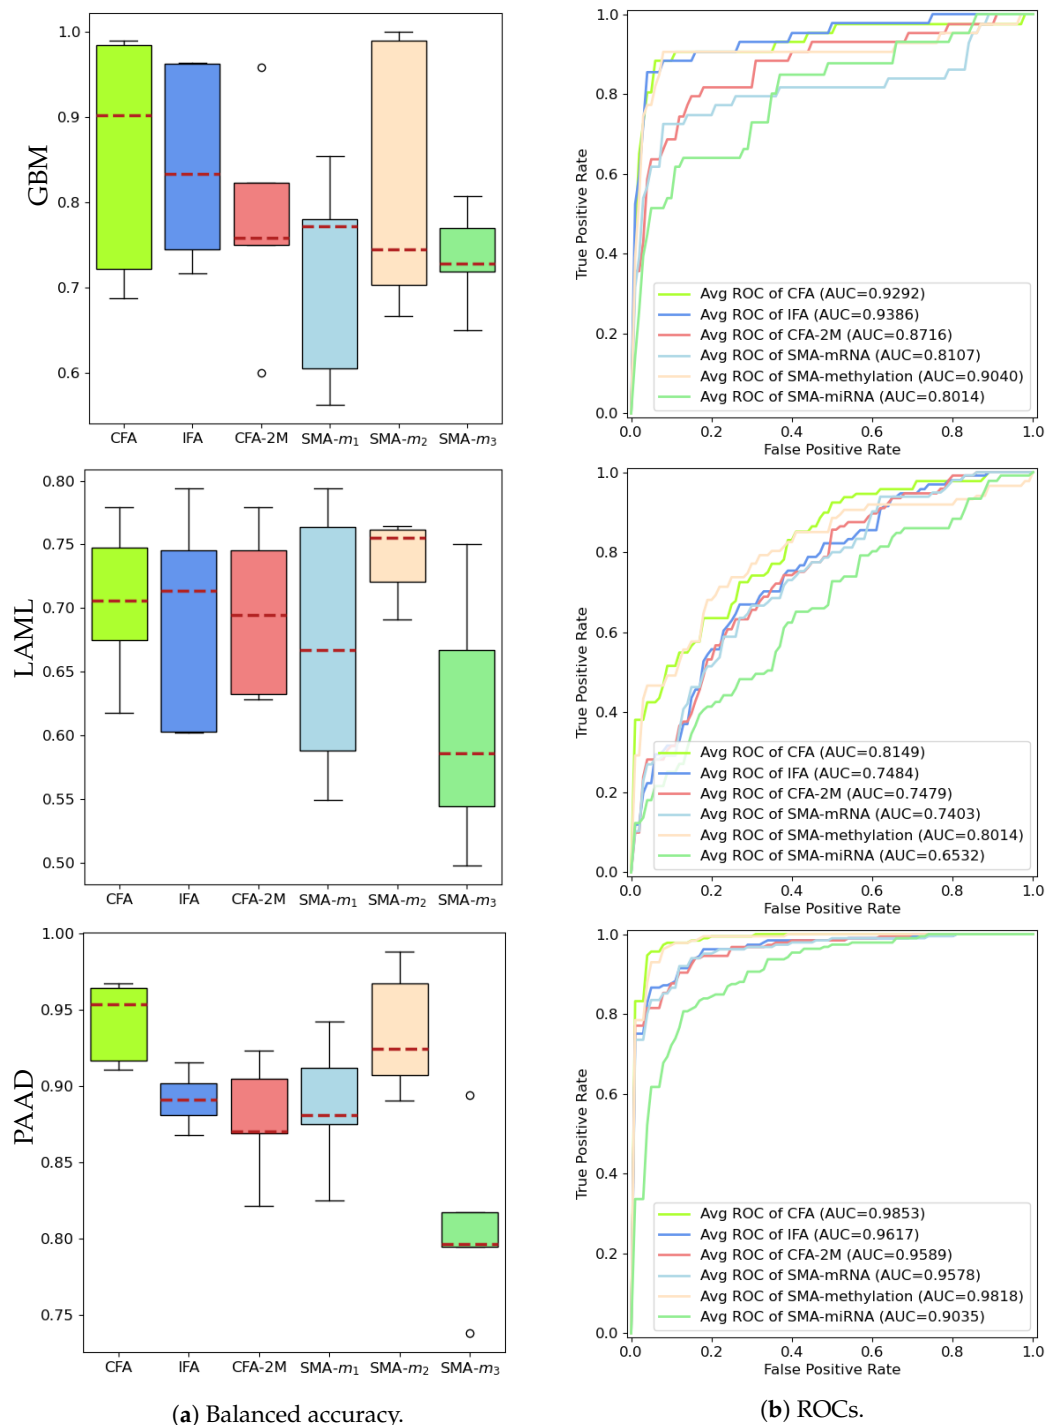 GBM
1.0
0.9
0.8
0.7
0.6
CFA IFA CFA-2M SMA-m₁ SMA-m₂ SMA-m₃
True Positive Rate
1.0
0.8
0.6
0.4
0.2
0.0
Avg ROC of CFA (AUC=0.9292)
Avg ROC of IFA (AUC=0.9386)
Avg ROC of CFA-2M (AUC=0.8716)
Avg ROC of SMA-mRNA (AUC=0.8107)
Avg ROC of SMA-methylation (AUC=0.9040)
Avg ROC of SMA-miRNA (AUC=0.8014)
0.0 0.2 0.4 0.6 0.8 1.0
False Positive Rate
LAML
0.80
0.75
0.70
0.65
0.60
0.55
0.50
CFA IFA CFA-2M SMA-m₁ SMA-m₂ SMA-m₃
True Positive Rate
1.0
0.8
0.6
0.4
0.2
0.0
Avg ROC of CFA (AUC=0.8149)
Avg ROC of IFA (AUC=0.7484)
Avg ROC of CFA-2M (AUC=0.7479)
Avg ROC of SMA-mRNA (AUC=0.7403)
Avg ROC of SMA-methylation (AUC=0.8014)
Avg ROC of SMA-miRNA (AUC=0.6532)
0.0 0.2 0.4 0.6 0.8 1.0
False Positive Rate
PAAD
0.95
0.90
0.85
0.80
0.75
CFA IFA CFA-2M SMA-m₁ SMA-m₂ SMA-m₃
True Positive Rate
1.0
0.8
0.6
0.4
0.2
0.0
Avg ROC of CFA (AUC=0.9853)
Avg ROC of IFA (AUC=0.9617)
Avg ROC of CFA-2M (AUC=0.9589)
Avg ROC of SMA-mRNA (AUC=0.9578)
Avg ROC of SMA-methylation (AUC=0.9818)
Avg ROC of SMA-miRNA (AUC=0.9035)
0.0 0.2 0.4 0.6 0.8 1.0
False Positive Rate
(a) Balanced accuracy.
(b) ROCs.